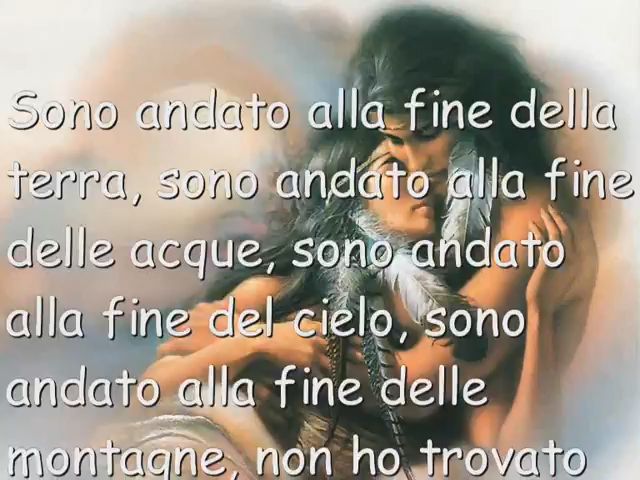 Sono andato alla fine della
terra, sono andato alla fine
delle acque, sono andato
alla fine del cielo, sono
andato alla fine delle
montagne, non ho trovato